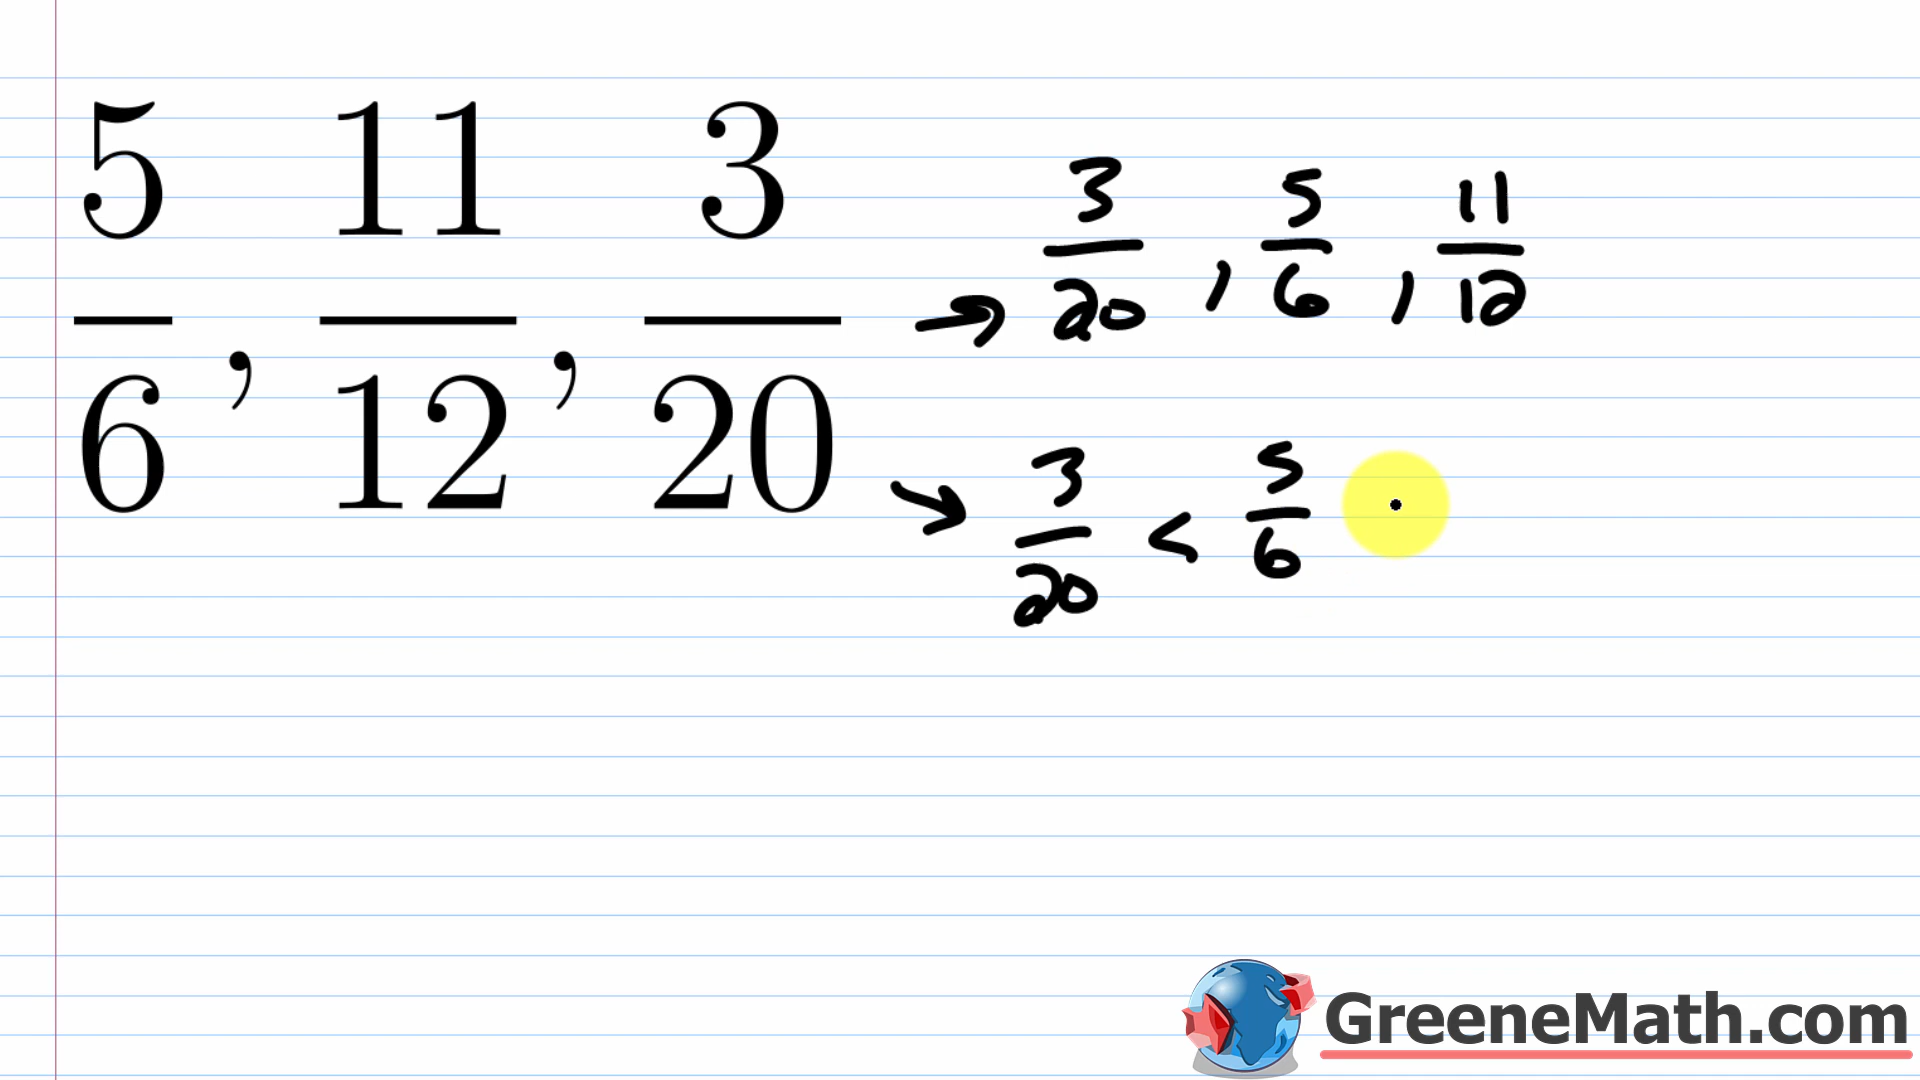 5/6, 11/12, 3/20 → 3/20, 5/6, 11/12
→ 3/20 < 5/6
GreeneMath.com